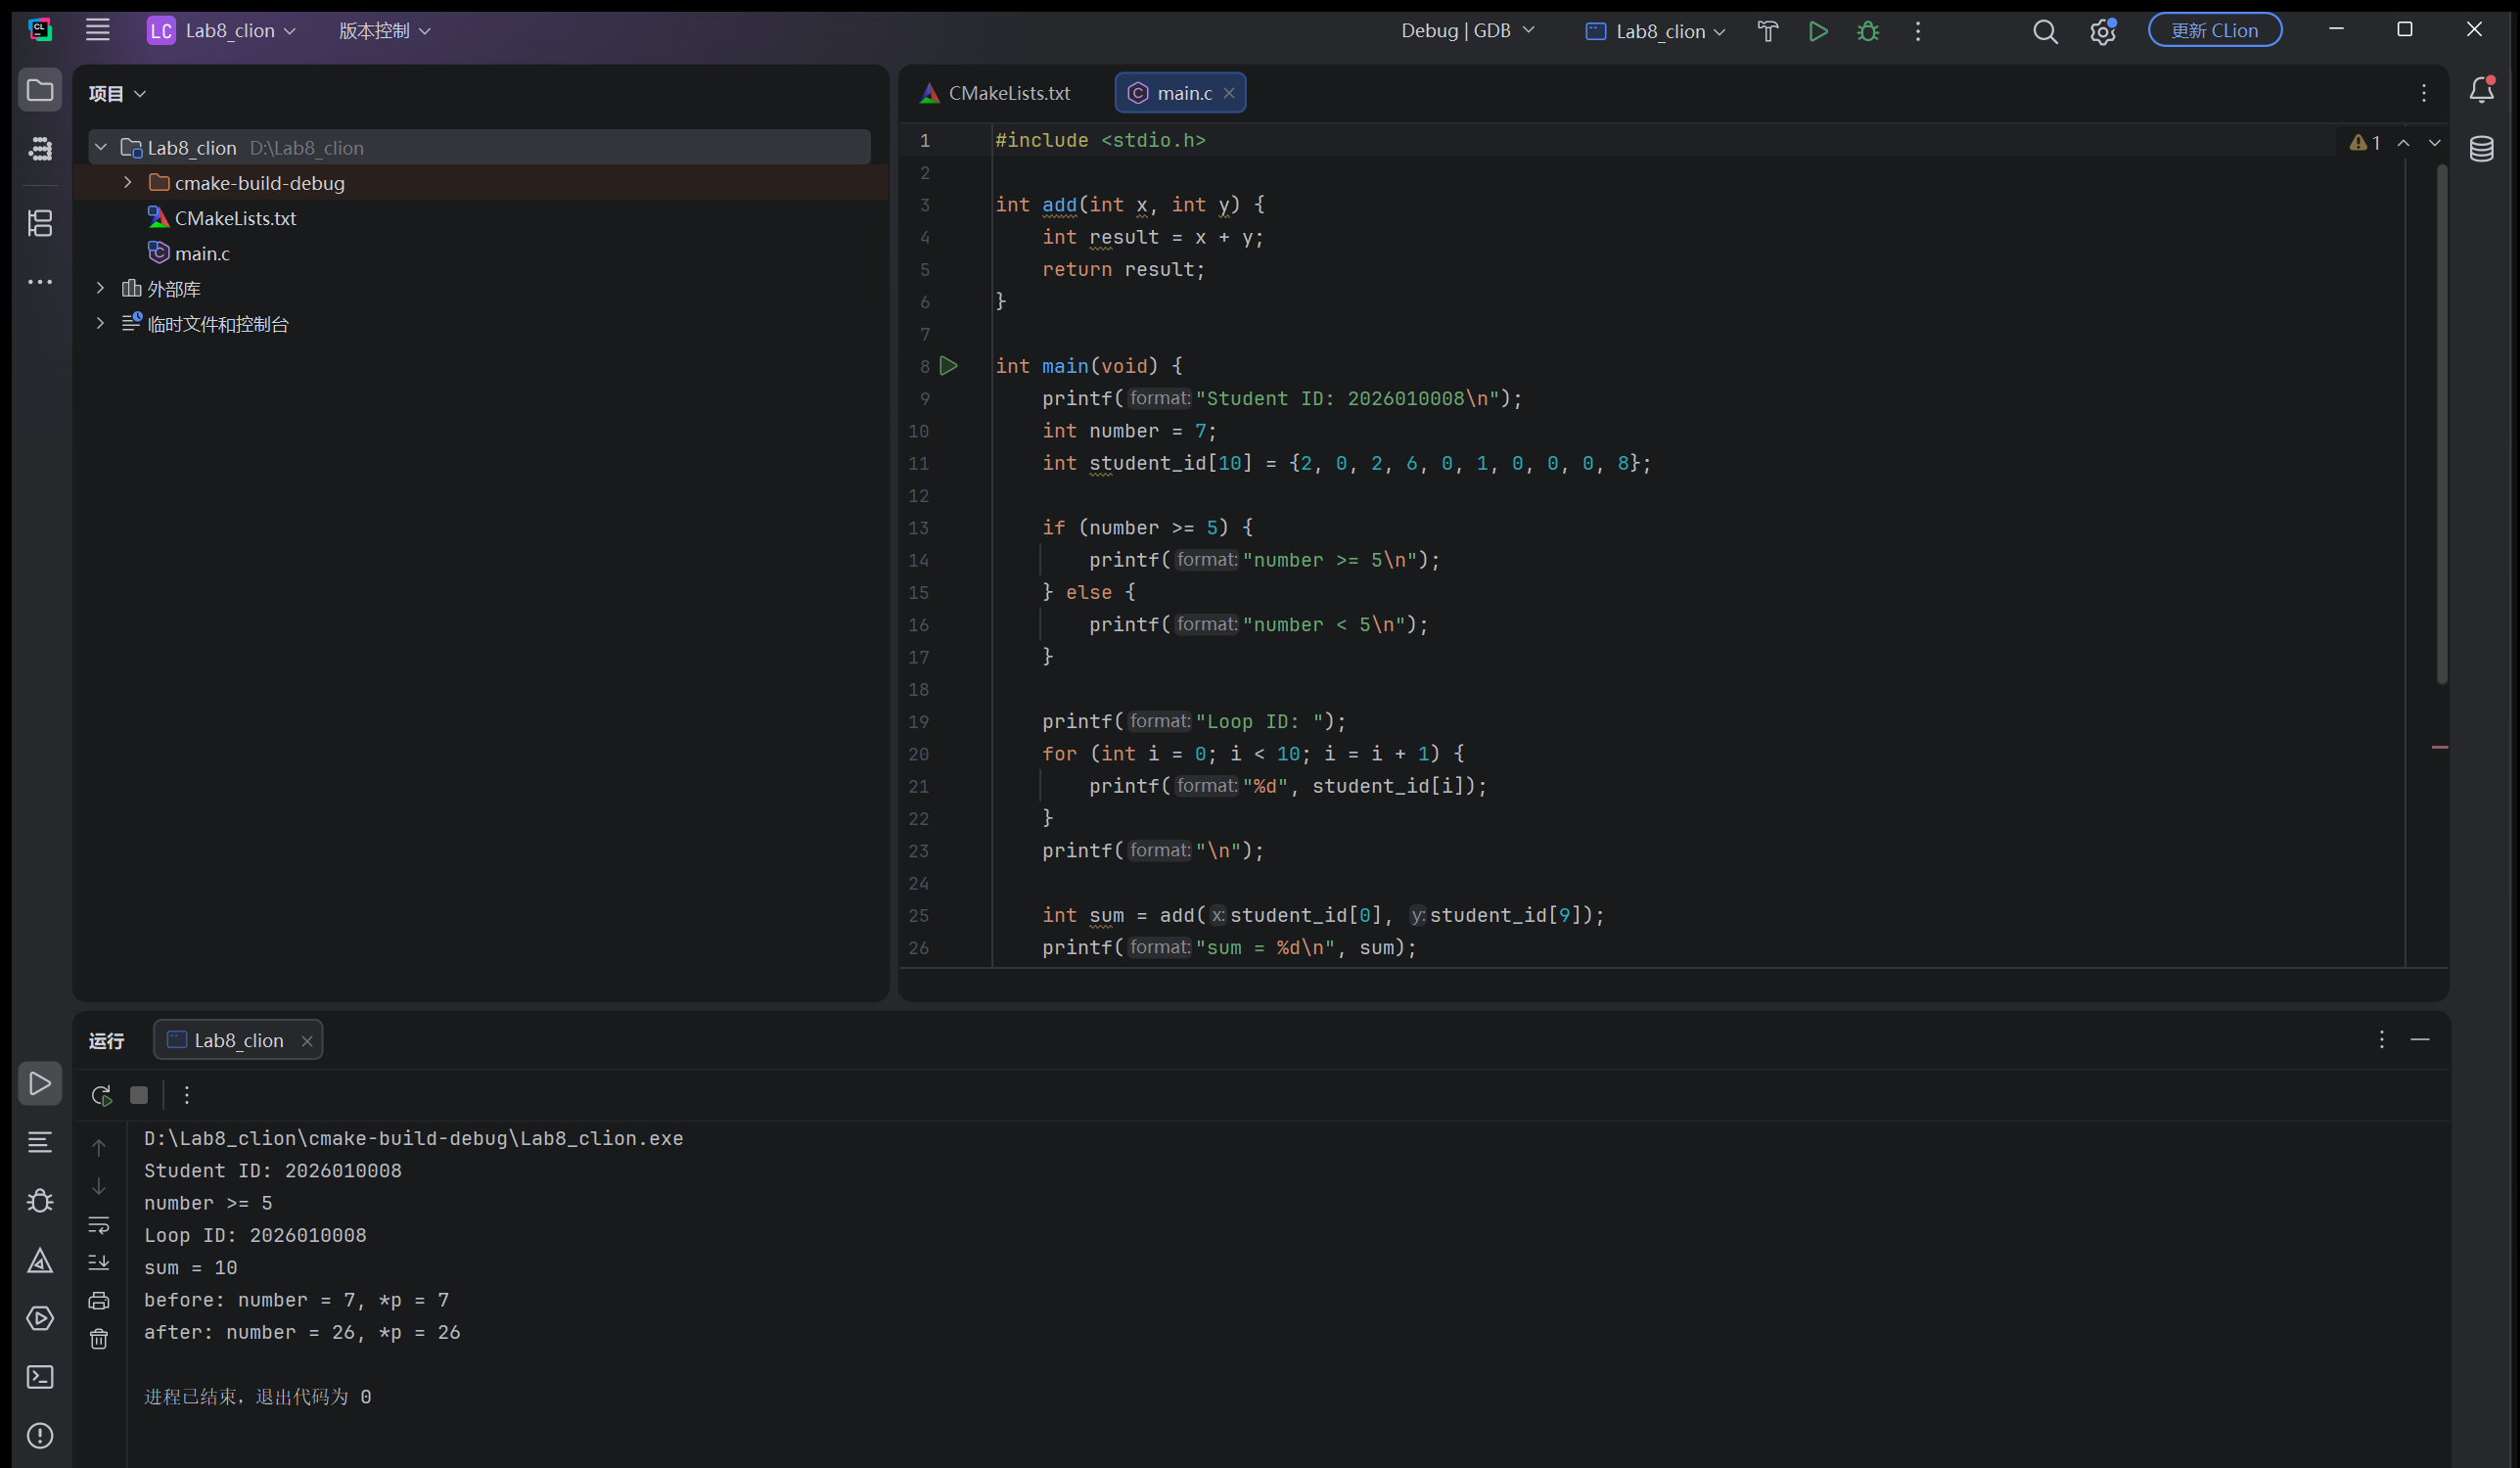 LC Lab8_clion 版本控制 Debug | GDB Lab8_clion 更新 CLion
项目
Lab8_clion D:\Lab8_clion
cmake-build-debug
CMakeLists.txt
main.c
外部库
临时文件和控制台
CMakeLists.txt main.c
1 #include <stdio.h>
⚠ 1
2
3 int add(int x, int y) {
4     int result = x + y;
5     return result;
6 }
7
8 int main(void) {
9     printf(format:"Student ID: 2026010008\n");
10     int number = 7;
11     int student_id[10] = {2, 0, 2, 6, 0, 1, 0, 0, 0, 8};
12
13     if (number >= 5) {
14         printf(format:"number >= 5\n");
15     } else {
16         printf(format:"number < 5\n");
17     }
18
19     printf(format:"Loop ID: ");
20     for (int i = 0; i < 10; i = i + 1) {
21         printf(format:"%d", student_id[i]);
22     }
23     printf(format:"\n");
24
25     int sum = add(x:student_id[0], y:student_id[9]);
26     printf(format:"sum = %d\n", sum);
运行 Lab8_clion
D:\Lab8_clion\cmake-build-debug\Lab8_clion.exe
Student ID: 2026010008
number >= 5
Loop ID: 2026010008
sum = 10
before: number = 7, *p = 7
after: number = 26, *p = 26
进程已结束，退出代码为 0